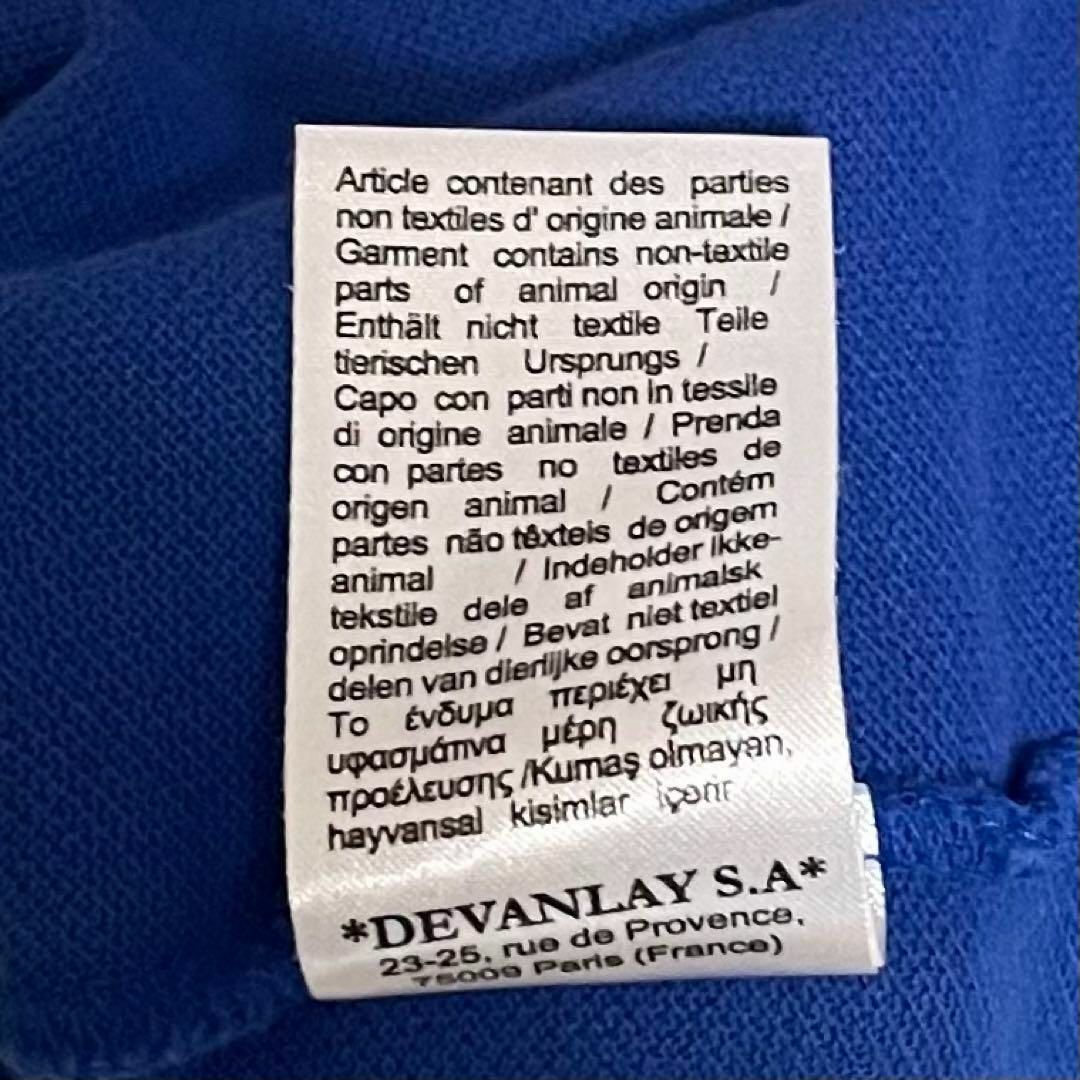 Article contenant des parties
non textiles d' origine animale /
Garment contains non-textile
parts of animal origin /
Enthält nicht textile Teile
tierischen Ursprungs /
Capo con parti non in tessile
di origine animale / Prenda
con partes no textiles de
origen animal / Contém
partes não têxteis de origem
animal / Indeholder ikke-
tekstile dele af animalsk
oprindelse / Bevat niet textiel
delen van dierlijke oorsprong /
Το ένδυμα περιέχει μη
υφασμάτινα μέρη ζωικής
προέλευσης /Kumaş olmayan,
hayvansal kisimlar içerir
*DEVANLAY S.A*
23-25, rue de Provence,
75009 Paris (France)